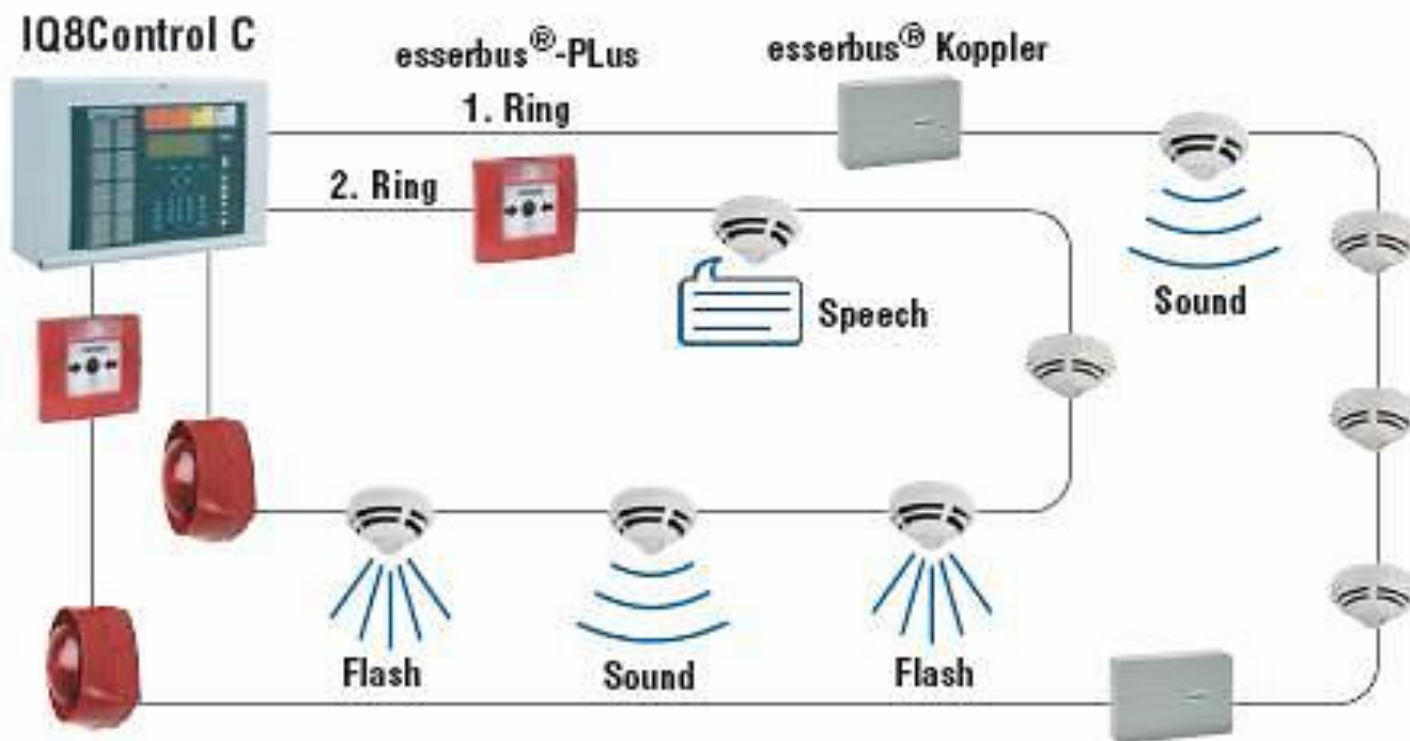 IQ8Control C
esserbus®-PLus
esserbus® Koppler
1. Ring
2. Ring
Speech
Sound
Flash
Sound
Flash